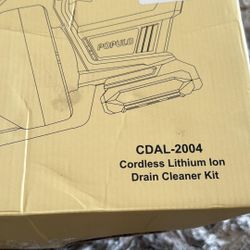 POPULO
CDAL-2004
Cordless Lithium Ion
Drain Cleaner Kit